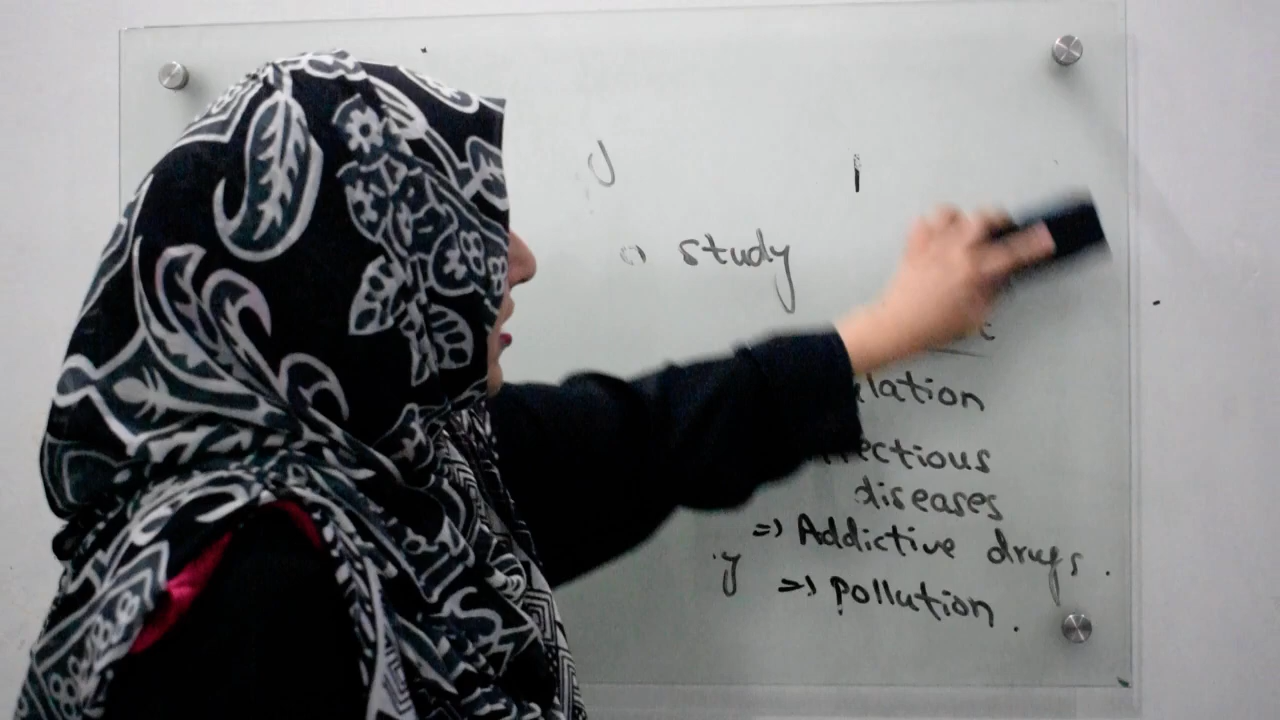 study
lation
ectious
diseases
=> Addictive drugs.
y => pollution.